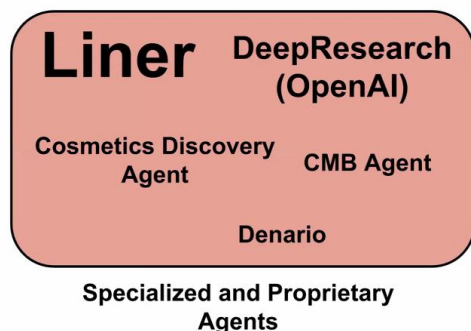 Liner
DeepResearch
(OpenAI)
Cosmetics Discovery
Agent
CMB Agent
Denario
Specialized and Proprietary
Agents